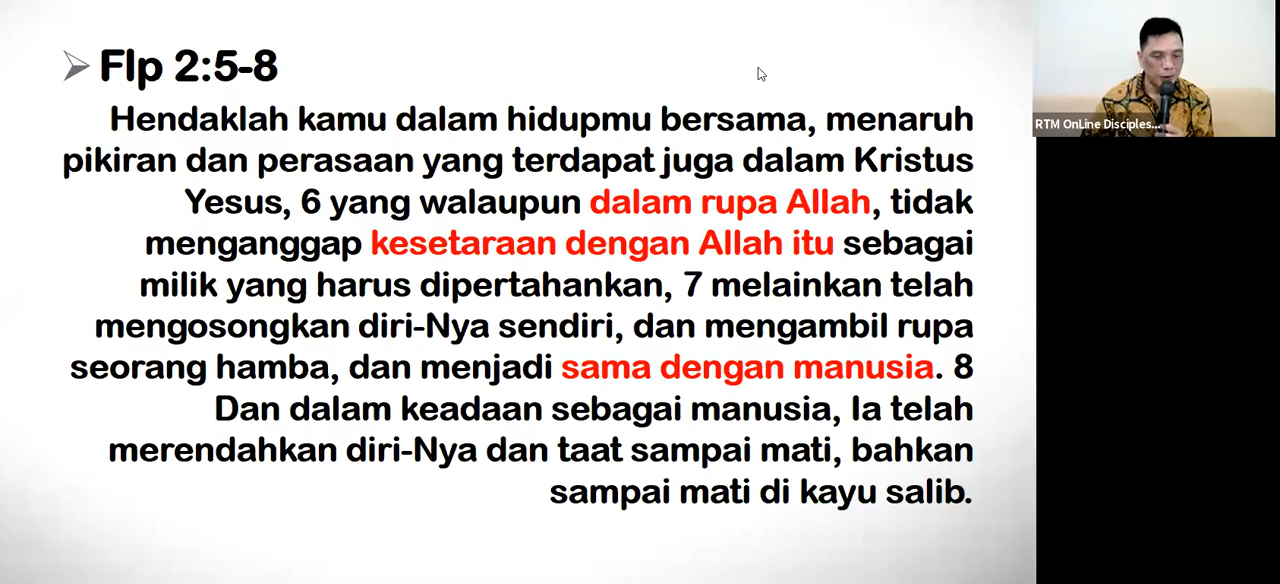 Flp 2:5-8
Hendaklah kamu dalam hidupmu bersama, menaruh
pikiran dan perasaan yang terdapat juga dalam Kristus
Yesus, 6 yang walaupun dalam rupa Allah, tidak
menganggap kesetaraan dengan Allah itu sebagai
milik yang harus dipertahankan, 7 melainkan telah
mengosongkan diri-Nya sendiri, dan mengambil rupa
seorang hamba, dan menjadi sama dengan manusia. 8
Dan dalam keadaan sebagai manusia, Ia telah
merendahkan diri-Nya dan taat sampai mati, bahkan
sampai mati di kayu salib.
RTM OnLine Disciples...